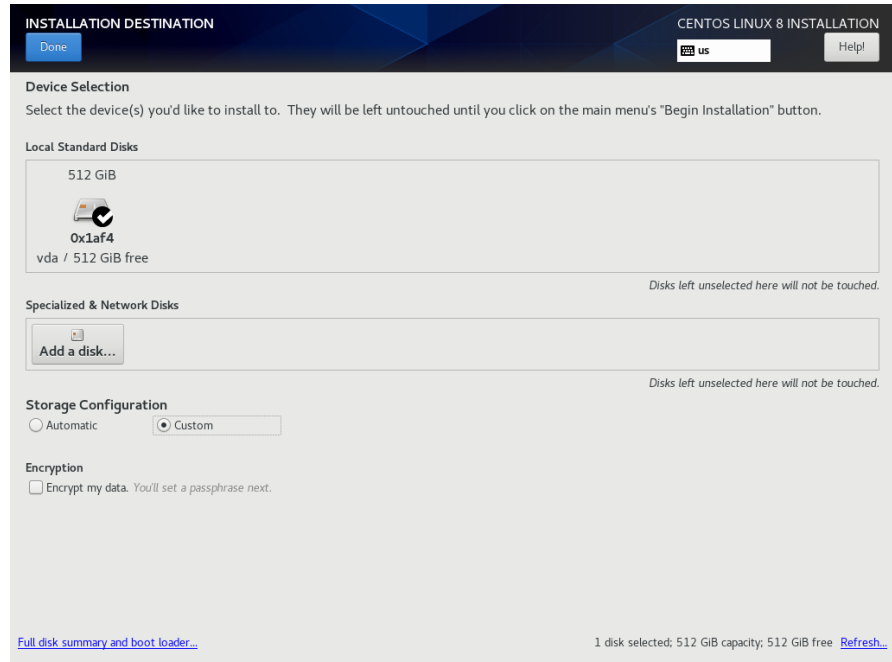 INSTALLATION DESTINATION
CENTOS LINUX 8 INSTALLATION
Done
us
Help!
Device Selection
Select the device(s) you'd like to install to.  They will be left untouched until you click on the main menu's "Begin Installation" button.
Local Standard Disks
512 GiB
0x1af4
vda / 512 GiB free
Disks left unselected here will not be touched.
Specialized & Network Disks
Add a disk...
Disks left unselected here will not be touched.
Storage Configuration
Automatic
Custom
Encryption
Encrypt my data. You'll set a passphrase next.
Full disk summary and boot loader...
1 disk selected; 512 GiB capacity; 512 GiB free Refresh...